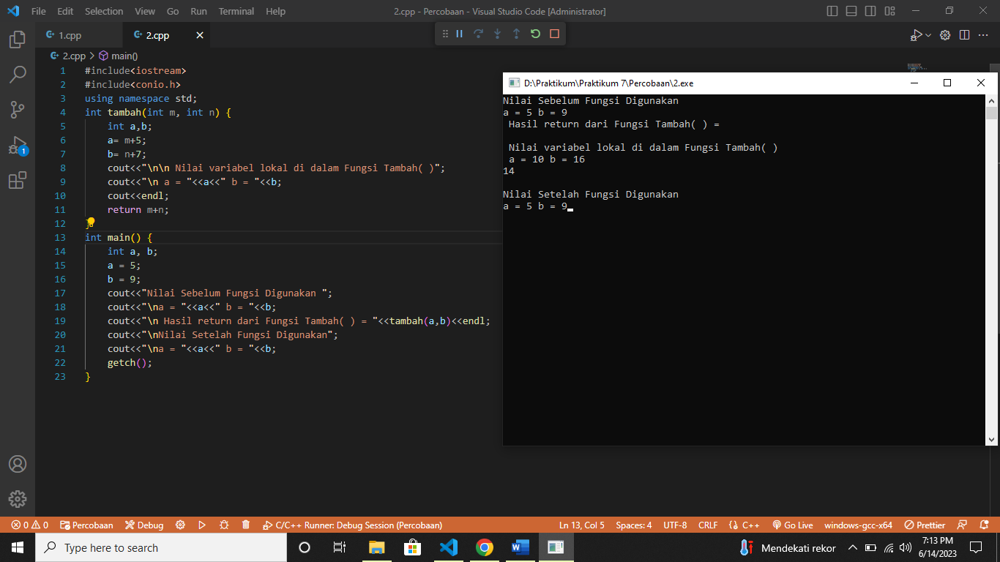 File Edit Selection View Go Run Terminal Help
2.cpp - Percobaan - Visual Studio Code [Administrator]
1.cpp
2.cpp
2.cpp > main()
1 #include<iostream>
2 #include<conio.h>
3 using namespace std;
4 int tambah(int m, int n) {
5 int a,b;
6 a= m+5;
7 b= n+7;
8 cout<<"\n\n Nilai variabel lokal di dalam Fungsi Tambah( )";
9 cout<<"\n a = "<<a<<" b = "<<b;
10 cout<<endl;
11 return m+n;
12 }
13 int main() {
14 int a, b;
15 a = 5;
16 b = 9;
17 cout<<"Nilai Sebelum Fungsi Digunakan ";
18 cout<<"\na = "<<a<<" b = "<<b;
19 cout<<"\n Hasil return dari Fungsi Tambah( ) = "<<tambah(a,b)<<endl;
20 cout<<"\nNilai Setelah Fungsi Digunakan";
21 cout<<"\na = "<<a<<" b = "<<b;
22 getch();
23 }
D:\Praktikum\Praktikum 7\Percobaan\2.exe
Nilai Sebelum Fungsi Digunakan
a = 5 b = 9
Hasil return dari Fungsi Tambah( ) =
Nilai variabel lokal di dalam Fungsi Tambah( )
a = 10 b = 16
14
Nilai Setelah Fungsi Digunakan
a = 5 b = 9
1
0 0 Percobaan Debug C/C++ Runner: Debug Session (Percobaan) Ln 13, Col 5 Spaces: 4 UTF-8 CRLF C++ Go Live windows-gcc-x64 Prettier
Type here to search
Mendekati rekor
7:13 PM
6/14/2023